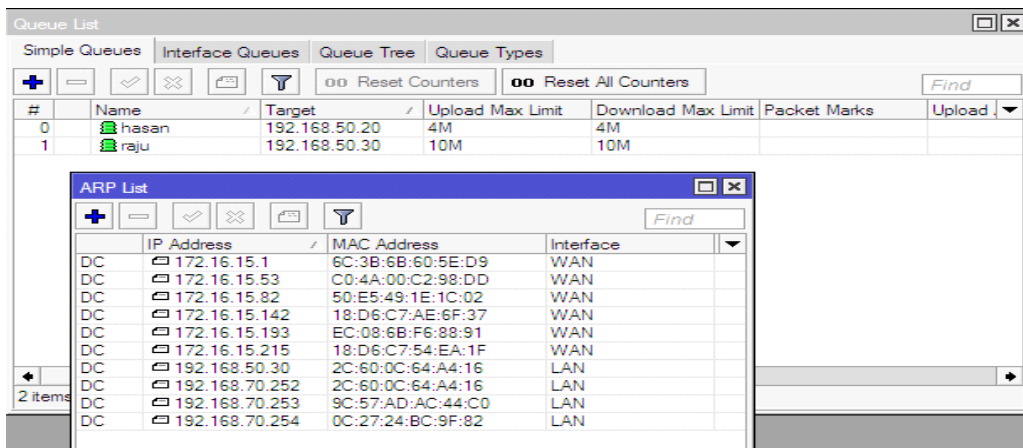 Queue List
Simple Queues Interface Queues Queue Tree Queue Types
00 Reset Counters 00 Reset All Counters Find
# Name Target Upload Max Limit Download Max Limit Packet Marks Upload
0 hasan 192.168.50.20 4M 4M
1 raju 192.168.50.30 10M 10M
ARP List
Find
IP Address MAC Address Interface
DC 172.16.15.1 6C:3B:6B:60:5E:D9 WAN
DC 172.16.15.53 C0:4A:00:C2:98:DD WAN
DC 172.16.15.82 50:E5:49:1E:1C:02 WAN
DC 172.16.15.142 18:D6:C7:AE:6F:37 WAN
DC 172.16.15.193 EC:08:6B:F6:88:91 WAN
DC 172.16.15.215 18:D6:C7:54:EA:1F WAN
DC 192.168.50.30 2C:60:0C:64:A4:16 LAN
DC 192.168.70.252 2C:60:0C:64:A4:16 LAN
DC 192.168.70.253 9C:57:AD:AC:44:C0 LAN
DC 192.168.70.254 0C:27:24:BC:9F:82 LAN
2 items